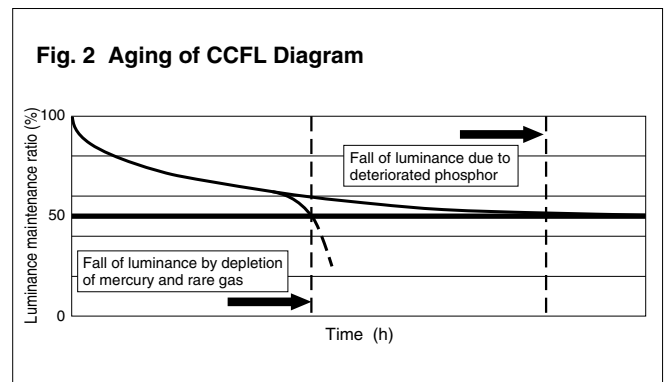 Fig. 2  Aging of CCFL Diagram
Luminance maintenance ratio (%)
100
50
0
Fall of luminance due to
deteriorated phosphor
Fall of luminance by depletion
of mercury and rare gas
Time (h)